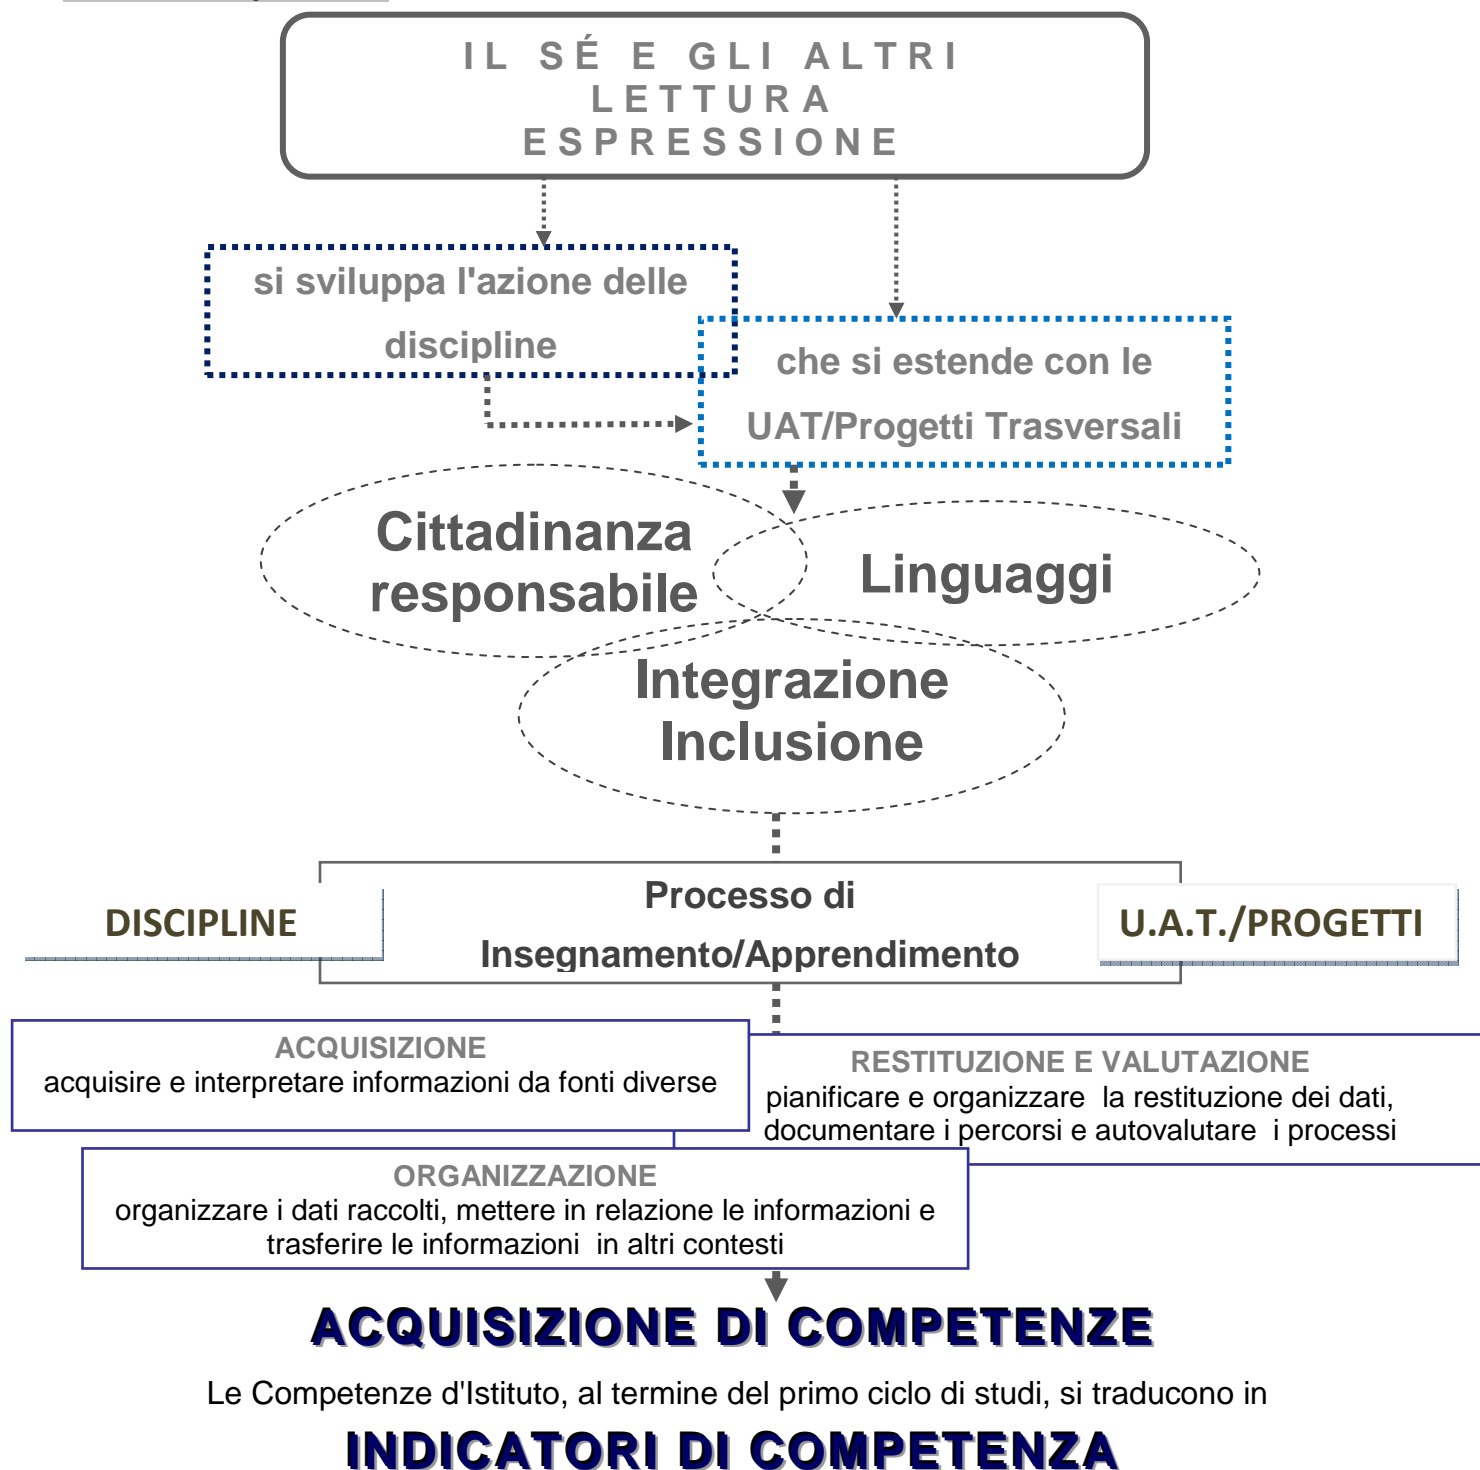 IL SÉ E GLI ALTRI
LETTURA
ESPRESSIONE
si sviluppa l'azione delle
discipline
che si estende con le
UAT/Progetti Trasversali
Cittadinanza
responsabile
Linguaggi
Integrazione
Inclusione
Processo di
Insegnamento/Apprendimento
DISCIPLINE
U.A.T./PROGETTI
ACQUISIZIONE
acquisire e interpretare informazioni da fonti diverse
RESTITUZIONE E VALUTAZIONE
pianificare e organizzare la restituzione dei dati,
documentare i percorsi e autovalutare i processi
ORGANIZZAZIONE
organizzare i dati raccolti, mettere in relazione le informazioni e
trasferire le informazioni in altri contesti
ACQUISIZIONE DI COMPETENZE
Le Competenze d'Istituto, al termine del primo ciclo di studi, si traducono in
INDICATORI DI COMPETENZA